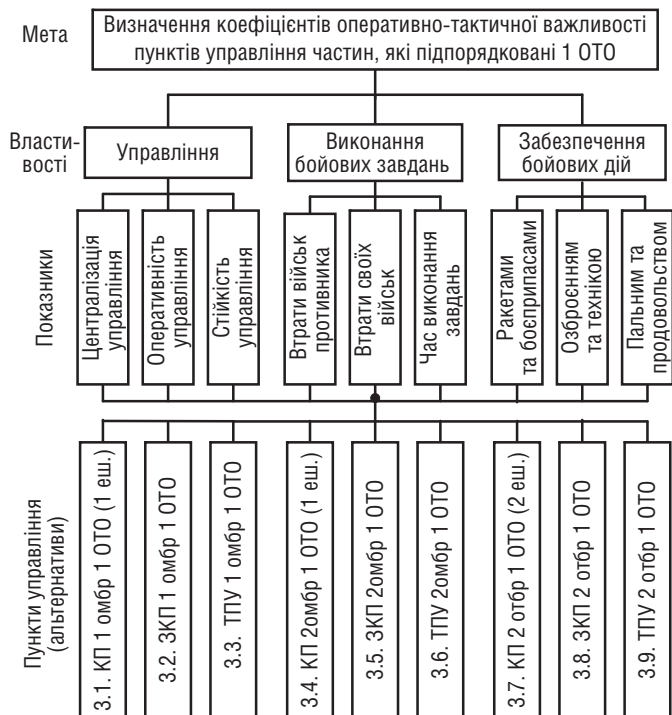 Мета
Визначення коефіцієнтів оперативно-тактичної важливості
пунктів управління частин, які підпорядковані 1 ОТО
Власти-
вості
Управління
Виконання
бойових завдань
Забезпечення
бойових дій
Показники
Централізація
управління
Оперативність
управління
Стійкість
управління
Втрати військ
противника
Втрати своїх
військ
Час виконання
завдань
Ракетами
та боєприпасами
Озброєнням
та технікою
Пальним та
продовольством
Пункти управління
(альтернативи)
3.1. КП 1 омбр 1 ОТО (1 еш.)
3.2. ЗКП 1 омбр 1 ОТО
3.3. ТПУ 1 омбр 1 ОТО
3.4. КП 2омбр 1 ОТО (1 еш.)
3.5. ЗКП 2омбр 1 ОТО
3.6. ТПУ 2омбр 1 ОТО
3.7. КП 2 отбр 1 ОТО (2 еш.)
3.8. ЗКП 2 отбр 1 ОТО
3.9. ТПУ 2 отбр 1 ОТО